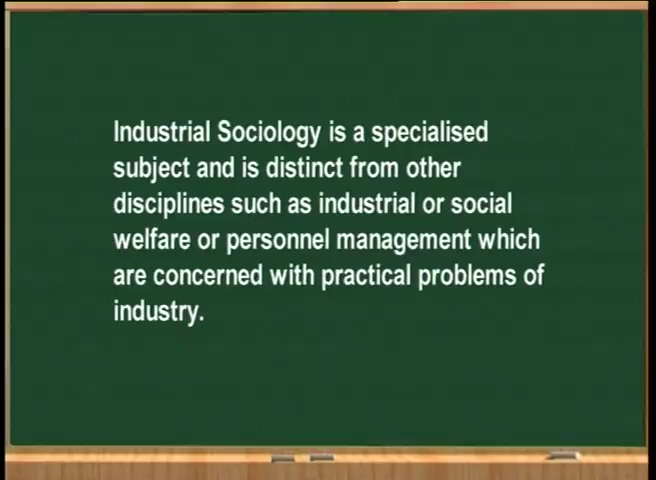 Industrial Sociology is a specialised
subject and is distinct from other
disciplines such as industrial or social
welfare or personnel management which
are concerned with practical problems of
industry.